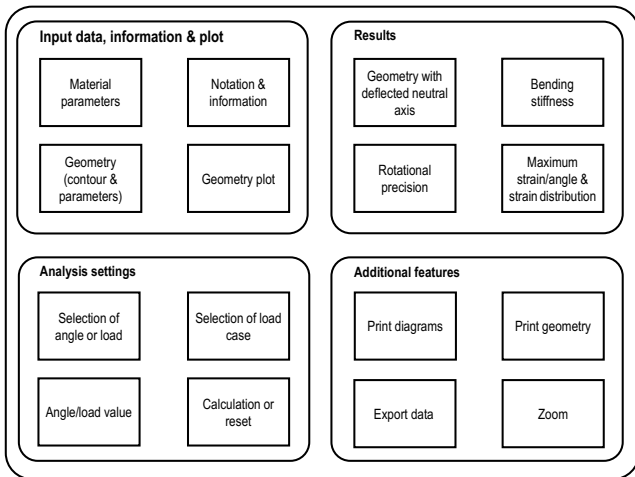 Input data, information & plot
Material
parameters
Notation &
information
Geometry
(contour &
parameters)
Geometry plot
Results
Geometry with
deflected neutral
axis
Bending
stiffness
Rotational
precision
Maximum
strain/angle &
strain distribution
Analysis settings
Selection of
angle or load
Selection of load
case
Angle/load value
Calculation or
reset
Additional features
Print diagrams
Print geometry
Export data
Zoom